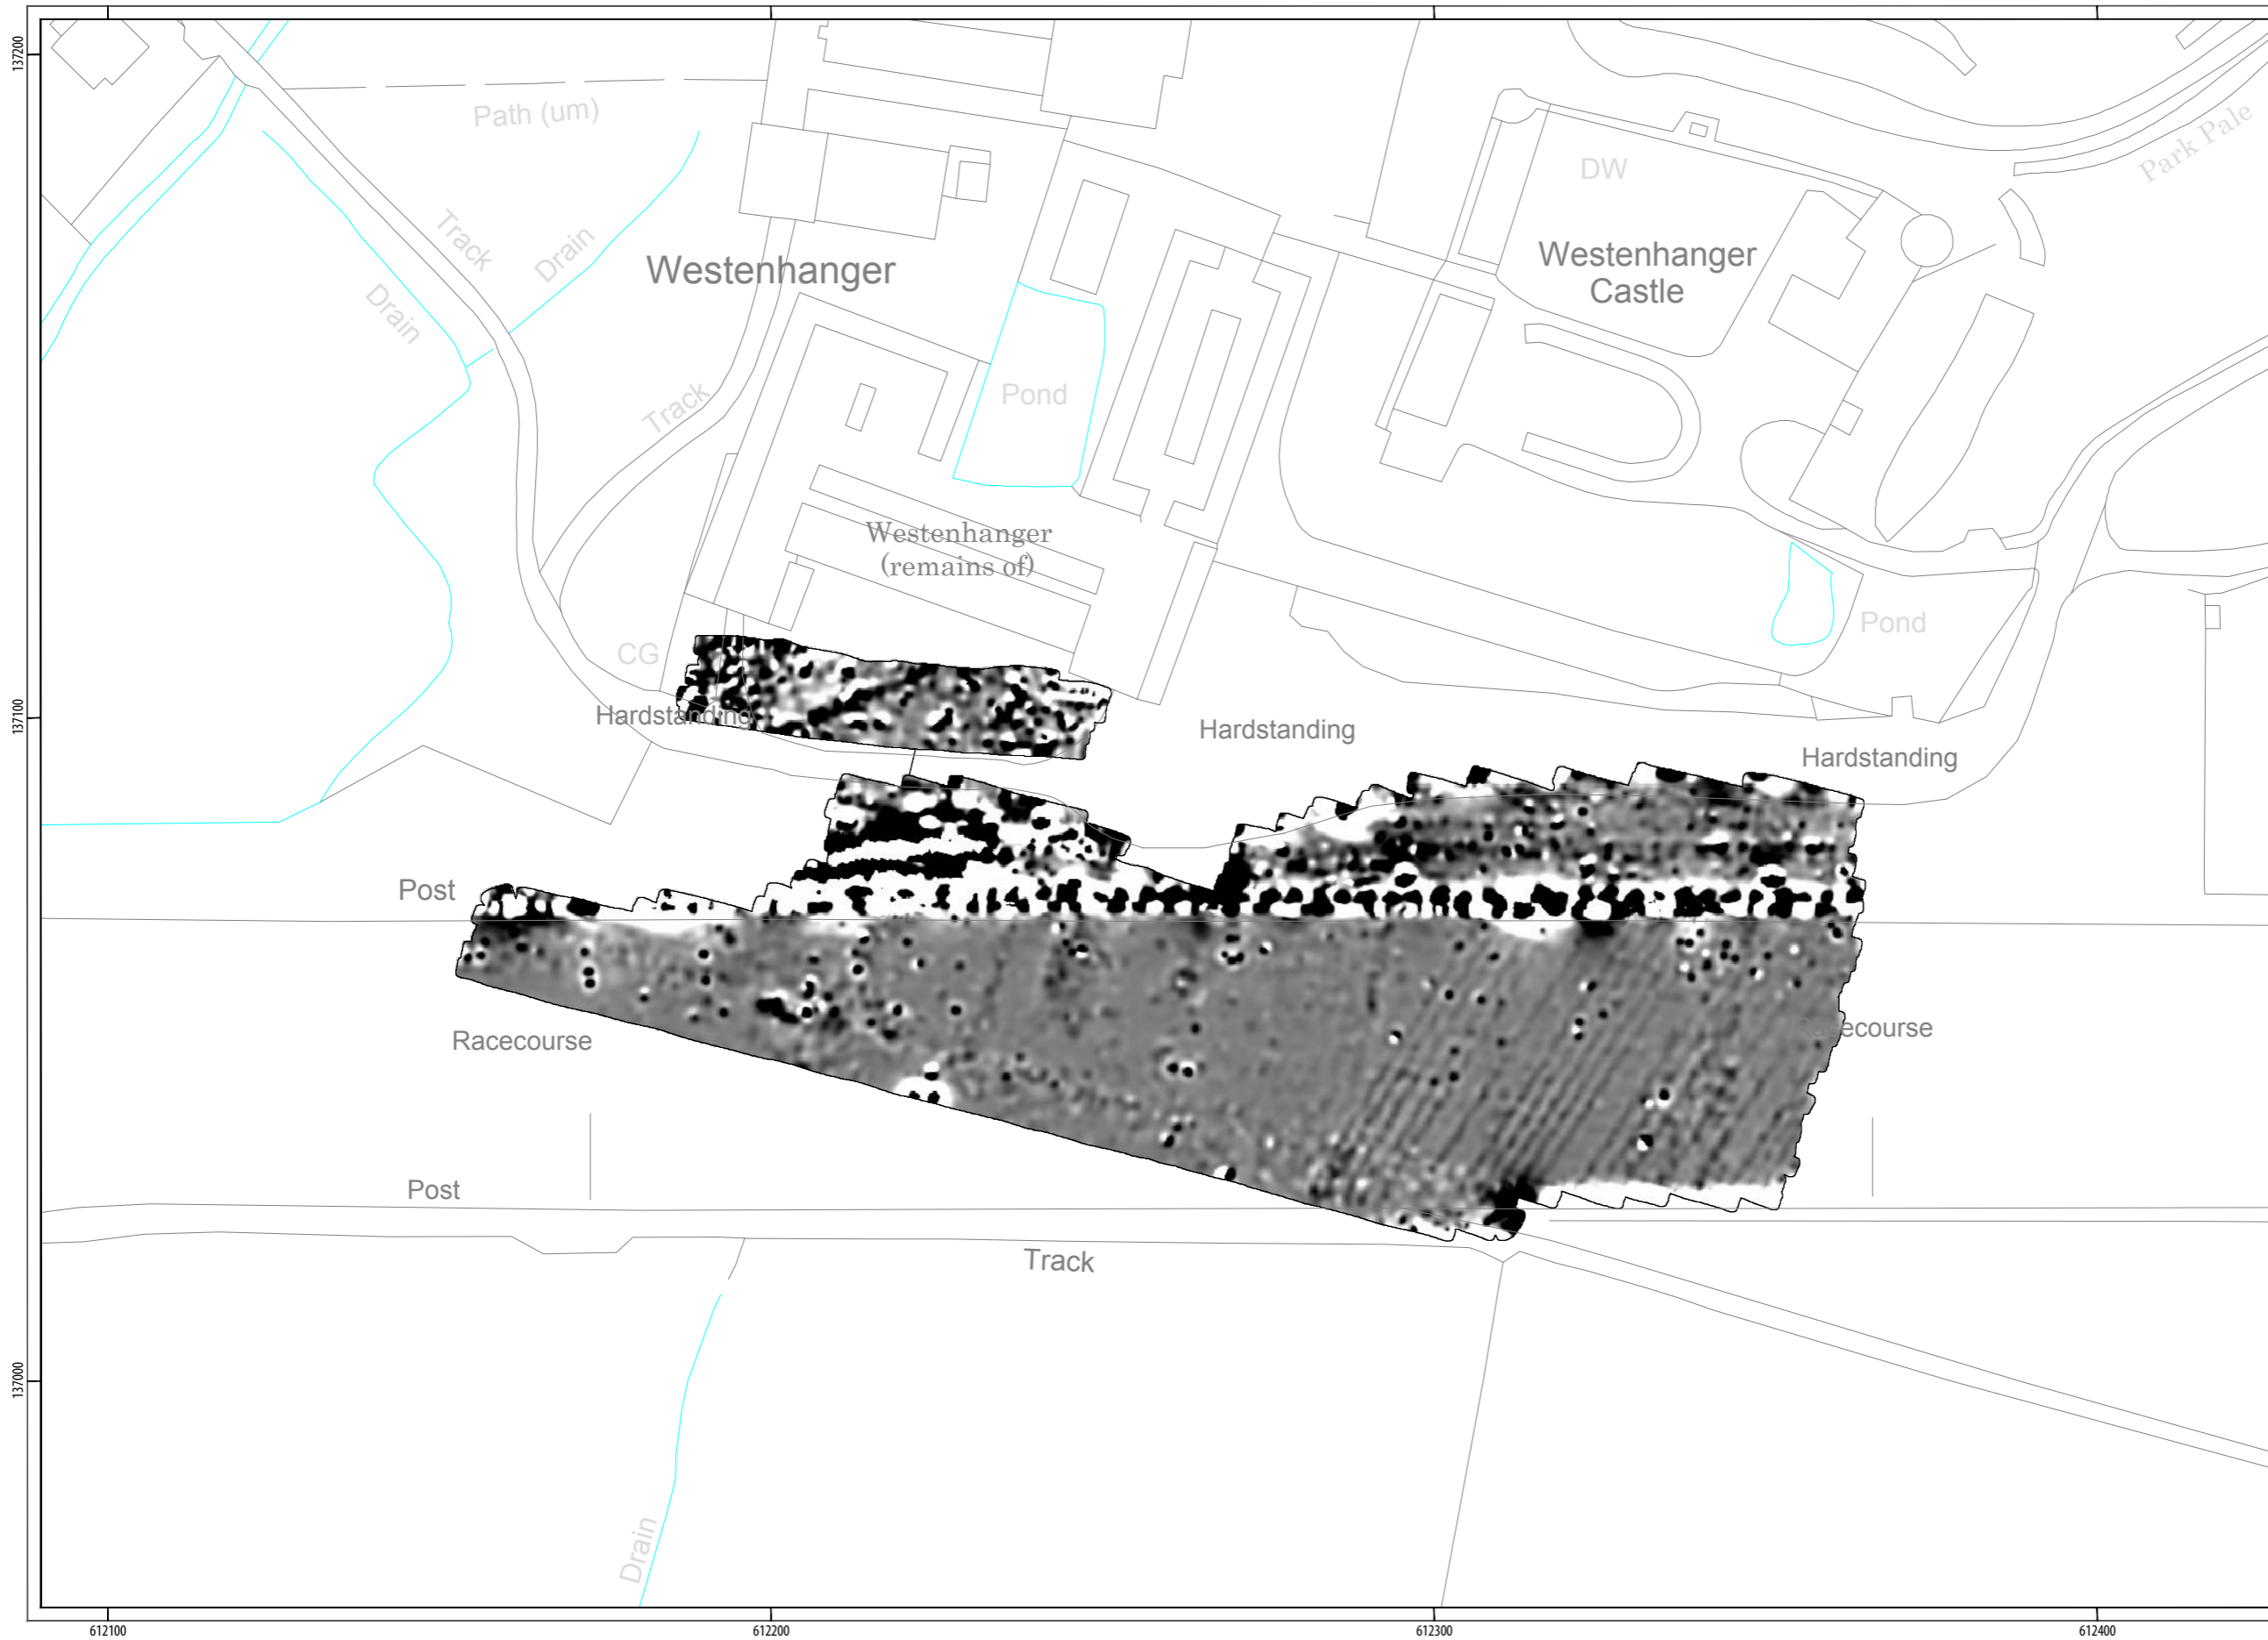 137200
Path (um)
Park Pale
DW
Track
Drain
Westenhanger
Westenhanger
Castle
Drain
Track
Pond
Westenhanger
(remains of)
Pond
CG
137100
Hardstanding
Hardstanding
Hardstanding
Post
Racecourse
Racecourse
Post
Track
137000
Drain
612100
612200
612300
612400